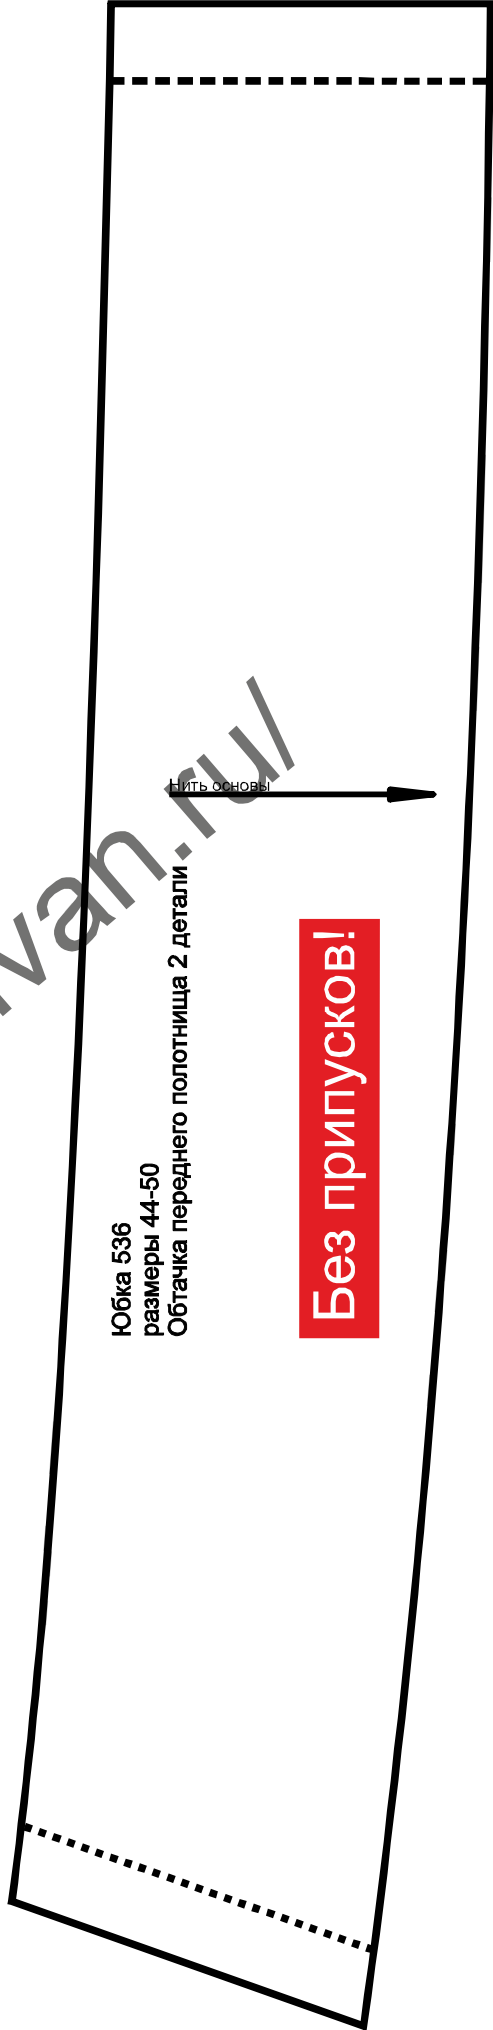 Нить основы
Юбка 536
размеры 44-50
Обтачка переднего полотнища 2 детали
Без припусков!
van.ru/